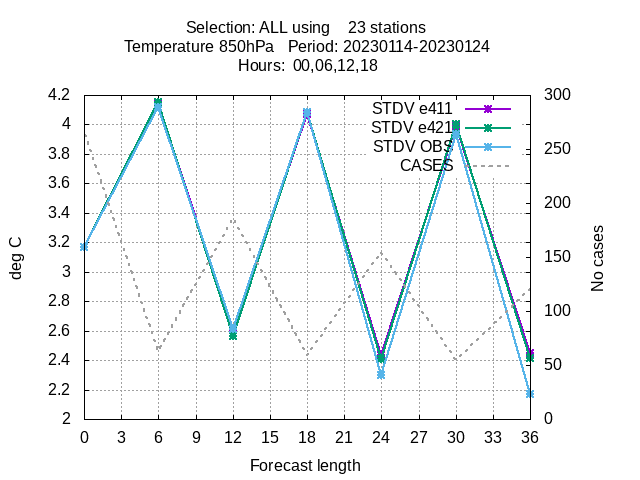 Selection: ALL using 23 stations
Temperature 850hPa Period: 20230114-20230124
Hours: 00,06,12,18
STDV e411
STDV e421
STDV OBS
CASES
4.2
4
3.8
3.6
3.4
3.2
3
2.8
2.6
2.4
2.2
2
deg C
300
250
200
150
100
50
0
No cases
0 3 6 9 12 15 18 21 24 27 30 33 36
Forecast length